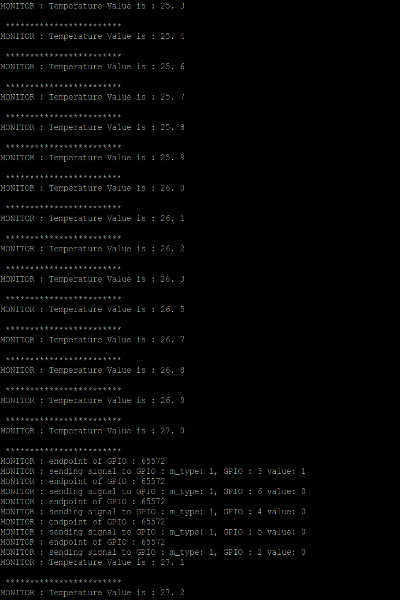 MONITOR : Temperature Value is : 25. 3
************************
MONITOR : Temperature Value is : 25. 4
************************
MONITOR : Temperature Value is : 25. 6
************************
MONITOR : Temperature Value is : 25. 7
************************
MONITOR : Temperature Value is : 25. 8
************************
MONITOR : Temperature Value is : 25. 9
************************
MONITOR : Temperature Value is : 26. 0
************************
MONITOR : Temperature Value is : 26. 1
************************
MONITOR : Temperature Value is : 26. 2
************************
MONITOR : Temperature Value is : 26. 3
************************
MONITOR : Temperature Value is : 26. 5
************************
MONITOR : Temperature Value is : 26. 7
************************
MONITOR : Temperature Value is : 26. 8
************************
MONITOR : Temperature Value is : 26. 9
************************
MONITOR : Temperature Value is : 27. 0
************************
MONITOR : endpoint of GPIO : 65572
MONITOR : sending signal to GPIO : m_type: 1, GPIO : 3 value: 1
MONITOR : endpoint of GPIO : 65572
MONITOR : sending signal to GPIO : m_type: 1, GPIO : 6 value: 0
MONITOR : endpoint of GPIO : 65572
MONITOR : sending signal to GPIO : m_type: 1, GPIO : 4 value: 0
MONITOR : endpoint of GPIO : 65572
MONITOR : sending signal to GPIO : m_type: 1, GPIO : 5 value: 0
MONITOR : endpoint of GPIO : 65572
MONITOR : sending signal to GPIO : m_type: 1, GPIO : 2 value: 0
MONITOR : Temperature Value is : 27. 1
************************
MONITOR : Temperature Value is : 27. 2